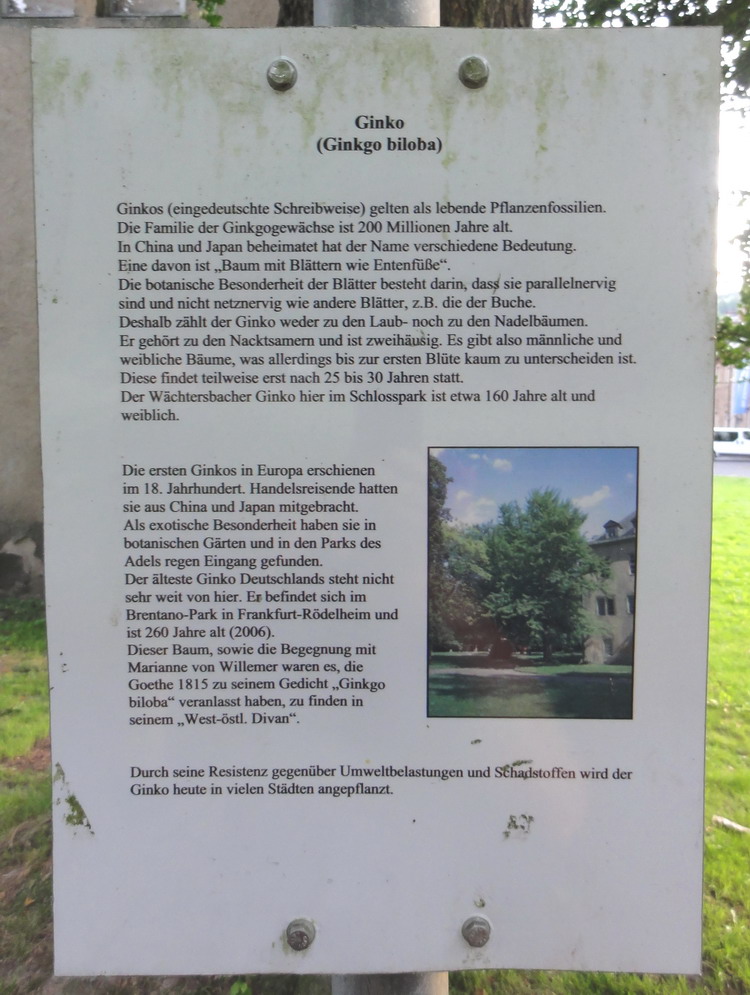 Ginko
(Ginkgo biloba)
Ginkos (eingedeutschte Schreibweise) gelten als lebende Pflanzenfossilien.
Die Familie der Ginkgogewächse ist 200 Millionen Jahre alt.
In China und Japan beheimatet hat der Name verschiedene Bedeutung.
Eine davon ist „Baum mit Blättern wie Entenfüße“.
Die botanische Besonderheit der Blätter besteht darin, dass sie parallelnervig
sind und nicht netznervig wie andere Blätter, z.B. die der Buche.
Deshalb zählt der Ginko weder zu den Laub- noch zu den Nadelbäumen.
Er gehört zu den Nacktsamern und ist zweihäusig. Es gibt also männliche und
weibliche Bäume, was allerdings bis zur ersten Blüte kaum zu unterscheiden ist.
Diese findet teilweise erst nach 25 bis 30 Jahren statt.
Der Wächtersbacher Ginko hier im Schlosspark ist etwa 160 Jahre alt und
weiblich.
Die ersten Ginkos in Europa erschienen
im 18. Jahrhundert. Handelsreisende hatten
sie aus China und Japan mitgebracht.
Als exotische Besonderheit haben sie in
botanischen Gärten und in den Parks des
Adels regen Eingang gefunden.
Der älteste Ginko Deutschlands steht nicht
sehr weit von hier. Er befindet sich im
Brentano-Park in Frankfurt-Rödelheim und
ist 260 Jahre alt (2006).
Dieser Baum, sowie die Begegnung mit
Marianne von Willemer waren es, die
Goethe 1815 zu seinem Gedicht „Ginkgo
biloba“ veranlasst haben, zu finden in
seinem „West-östl. Divan“.
Durch seine Resistenz gegenüber Umweltbelastungen und Schadstoffen wird der
Ginko heute in vielen Städten angepflanzt.